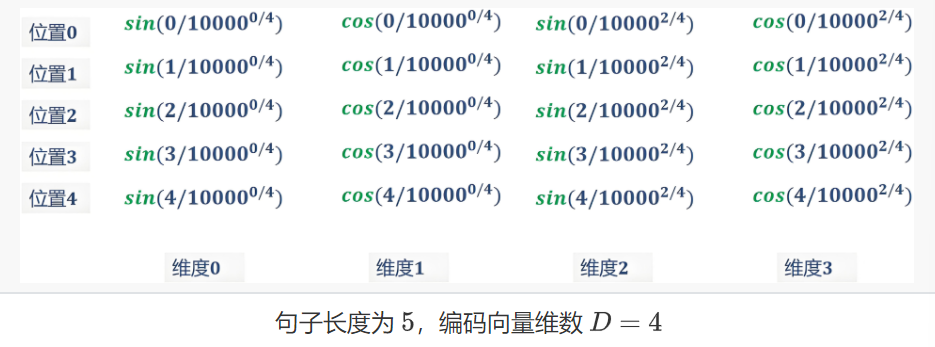 位置0 sin(0/10000^{0/4}) cos(0/10000^{0/4}) sin(0/10000^{2/4}) cos(0/10000^{2/4})
位置1 sin(1/10000^{0/4}) cos(1/10000^{0/4}) sin(1/10000^{2/4}) cos(1/10000^{2/4})
位置2 sin(2/10000^{0/4}) cos(2/10000^{0/4}) sin(2/10000^{2/4}) cos(2/10000^{2/4})
位置3 sin(3/10000^{0/4}) cos(3/10000^{0/4}) sin(3/10000^{2/4}) cos(3/10000^{2/4})
位置4 sin(4/10000^{0/4}) cos(4/10000^{0/4}) sin(4/10000^{2/4}) cos(4/10000^{2/4})
维度0 维度1 维度2 维度3
句子长度为 5，编码向量维数 D = 4